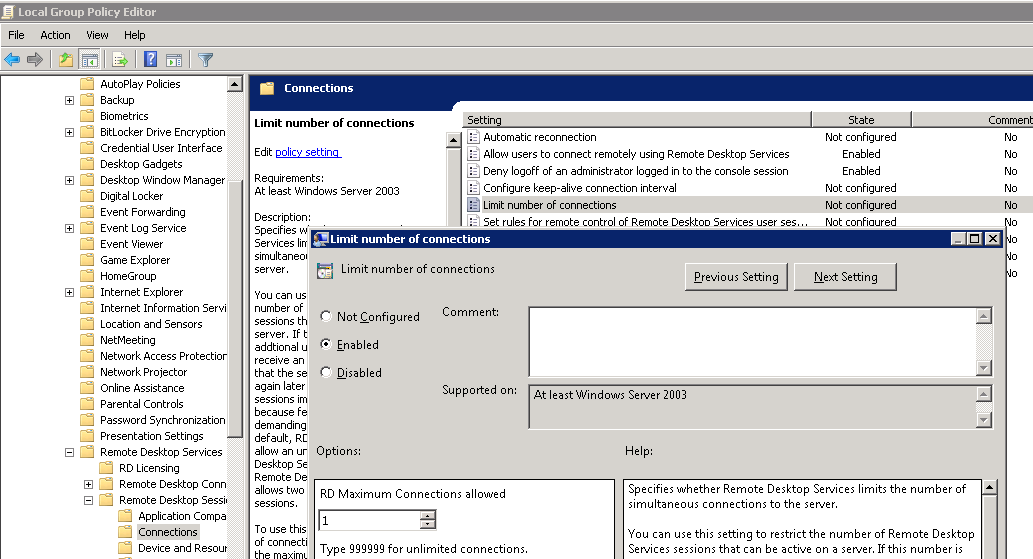 Local Group Policy Editor
File Action View Help
AutoPlay Policies
Backup
Biometrics
BitLocker Drive Encryption
Credential User Interface
Desktop Gadgets
Desktop Window Manager
Digital Locker
Event Forwarding
Event Log Service
Event Viewer
Game Explorer
HomeGroup
Internet Explorer
Internet Information Servi
Location and Sensors
NetMeeting
Network Access Protection
Network Projector
Online Assistance
Parental Controls
Password Synchronization
Presentation Settings
Remote Desktop Services
RD Licensing
Remote Desktop Conn
Remote Desktop Sessi
Application Compa
Connections
Device and Resour
Connections
Limit number of connections
Edit policy setting
Requirements:
At least Windows Server 2003
Description:
Specifies w
Services lim
simultaneou
server.
You can us
number of
sessions th
server. If t
addtional u
receive an
that the se
again later
sessions im
because fe
demanding
default, RD
allow an un
Desktop Se
Remote De
allows two
sessions.
To use this
of connecti
the maximu
Setting State Comment
Automatic reconnection Not configured No
Allow users to connect remotely using Remote Desktop Services Enabled No
Deny logoff of an administrator logged in to the console session Enabled No
Configure keep-alive connection interval Not configured No
Limit number of connections Not configured No
Set rules for remote control of Remote Desktop Services user ses... Not configured No
No
No
No
Limit number of connections
Limit number of connections
Previous Setting Next Setting
Not Configured
Enabled
Disabled
Comment:
Supported on:
At least Windows Server 2003
Options:
Help:
RD Maximum Connections allowed
1
Type 999999 for unlimited connections.
Specifies whether Remote Desktop Services limits the number of
simultaneous connections to the server.
You can use this setting to restrict the number of Remote Desktop
Services sessions that can be active on a server. If this number is